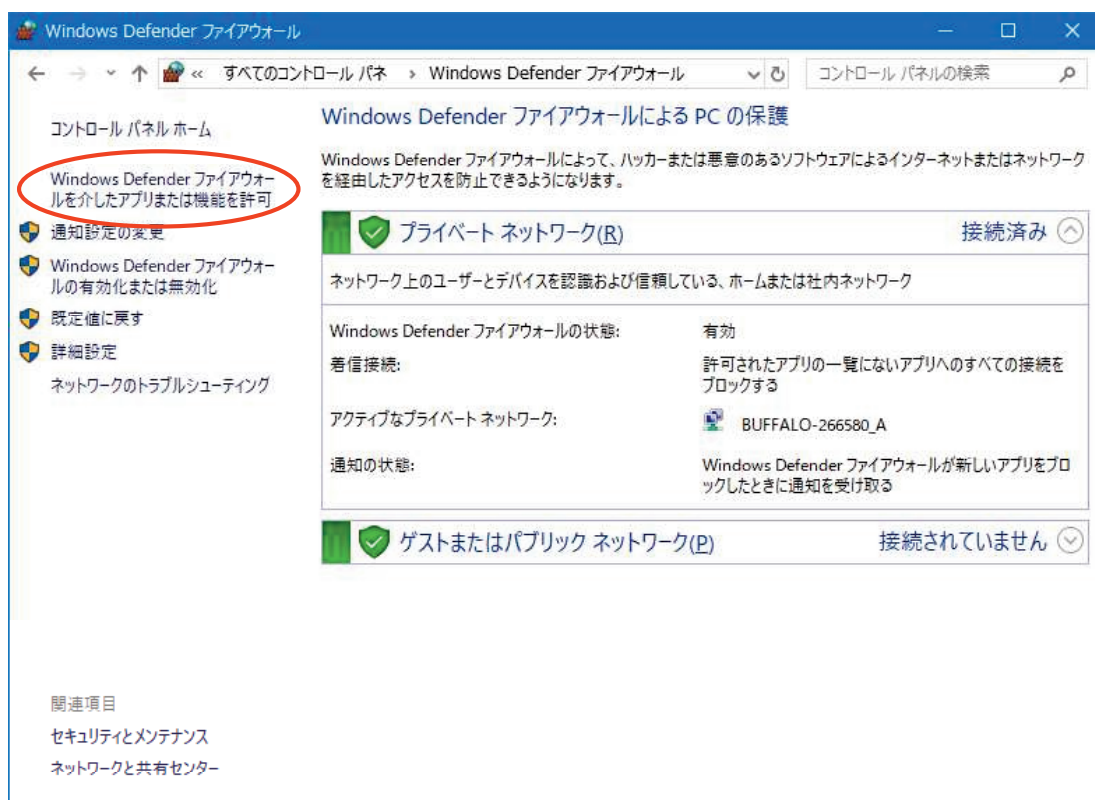 Windows Defender ファイアウォール
« すべてのコントロール パネ › Windows Defender ファイアウォール
コントロール パネルの検索
コントロール パネル ホーム
Windows Defender ファイアウォー
ルを介したアプリまたは機能を許可
通知設定の変更
Windows Defender ファイアウォー
ルの有効化または無効化
既定値に戻す
詳細設定
ネットワークのトラブルシューティング
Windows Defender ファイアウォールによる PC の保護
Windows Defender ファイアウォールによって、ハッカーまたは悪意のあるソフトウェアによるインターネットまたはネットワーク
を経由したアクセスを防止できるようになります。
プライベート ネットワーク(R) 接続済み
ネットワーク上のユーザーとデバイスを認識および信頼している、ホームまたは社内ネットワーク
Windows Defender ファイアウォールの状態: 有効
着信接続: 許可されたアプリの一覧にないアプリへのすべての接続を
ブロックする
アクティブなプライベート ネットワーク: BUFFALO-266580_A
通知の状態: Windows Defender ファイアウォールが新しいアプリをブロ
ックしたときに通知を受け取る
ゲストまたはパブリック ネットワーク(P) 接続されていません
関連項目
セキュリティとメンテナンス
ネットワークと共有センター